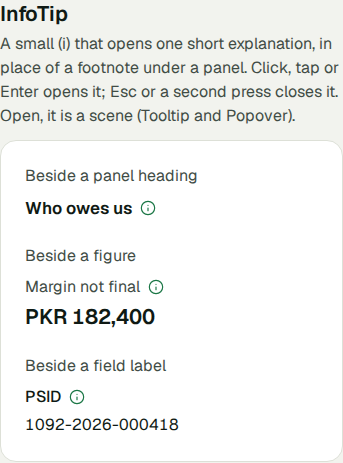 InfoTip
A small (i) that opens one short explanation, in
place of a footnote under a panel. Click, tap or
Enter opens it; Esc or a second press closes it.
Open, it is a scene (Tooltip and Popover).
Beside a panel heading
Who owes us
Beside a figure
Margin not final
PKR 182,400
Beside a field label
PSID
1092-2026-000418